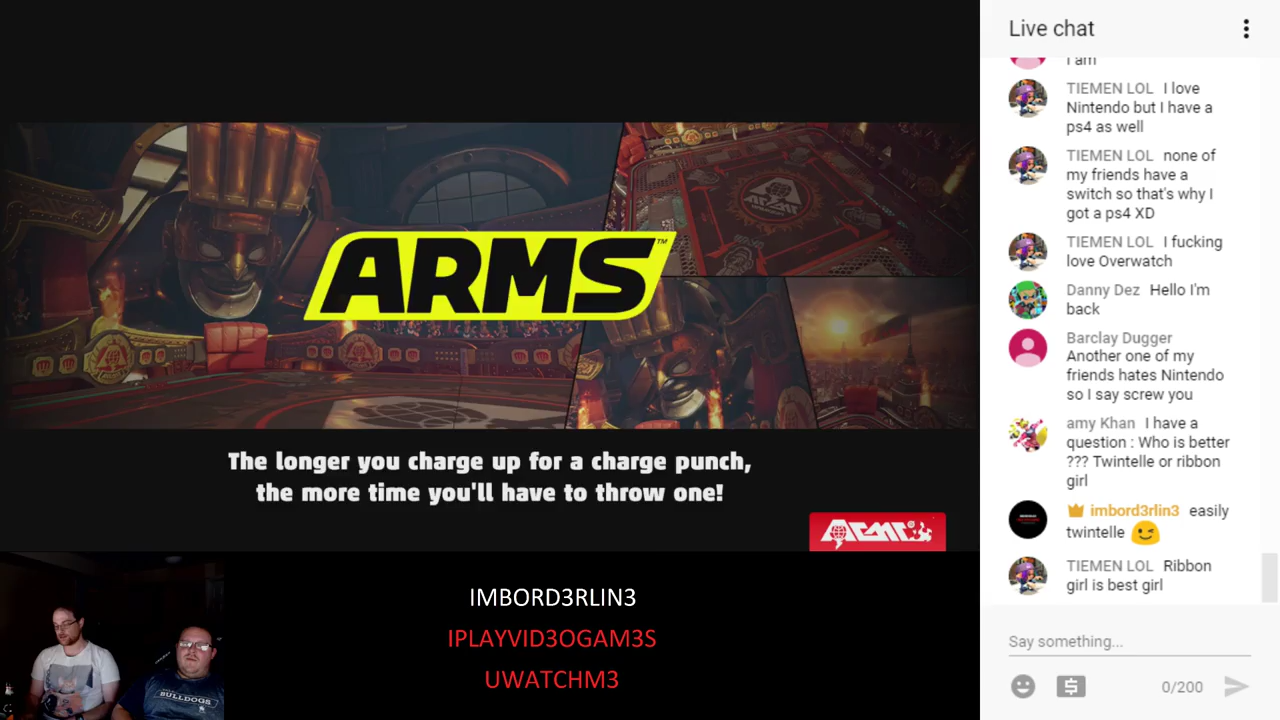 Live chat
I am
TIEMEN LOL I love
Nintendo but I have a
ps4 as well
TIEMEN LOL none of
my friends have a
switch so that's why I
got a ps4 XD
TIEMEN LOL I fucking
love Overwatch
Danny Dez Hello I'm
back
Barclay Dugger
Another one of my
friends hates Nintendo
so I say screw you
amy Khan I have a
question : Who is better
??? Twintelle or ribbon
girl
imbord3rlin3 easily
twintelle
TIEMEN LOL Ribbon
girl is best girl
Say something...
0/200
ARMS™
The longer you charge up for a charge punch,
the more time you'll have to throw one!
IMBORD3RLIN3
IPLAYVID3OGAM3S
UWATCHM3
BULLDOGS